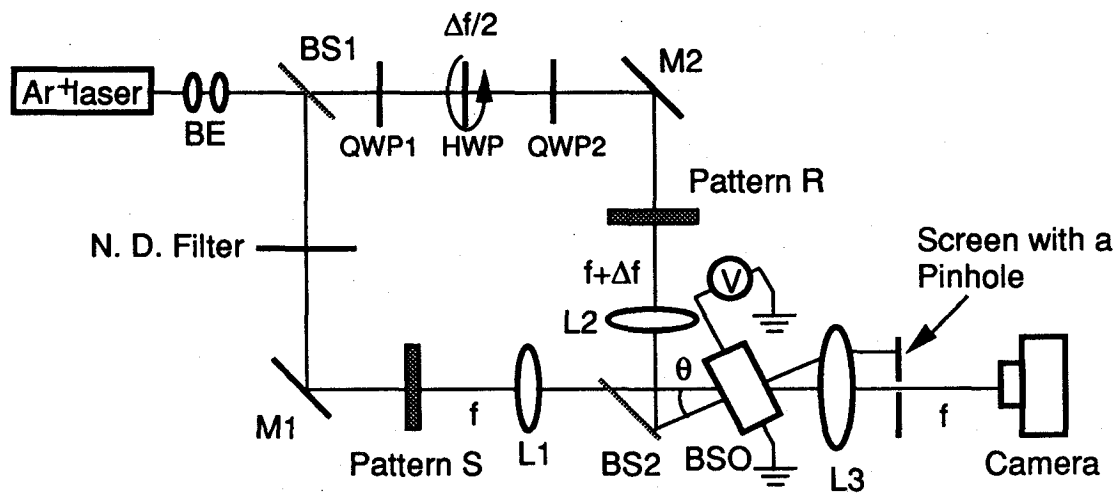 Δf/2
BS1
M2
Ar+laser
BE
QWP1
HWP
QWP2
Pattern R
N. D. Filter
Screen with a
Pinhole
f+Δf
V
L2
θ
M1
f
L1
f
Pattern S
BS2
BSO
L3
Camera